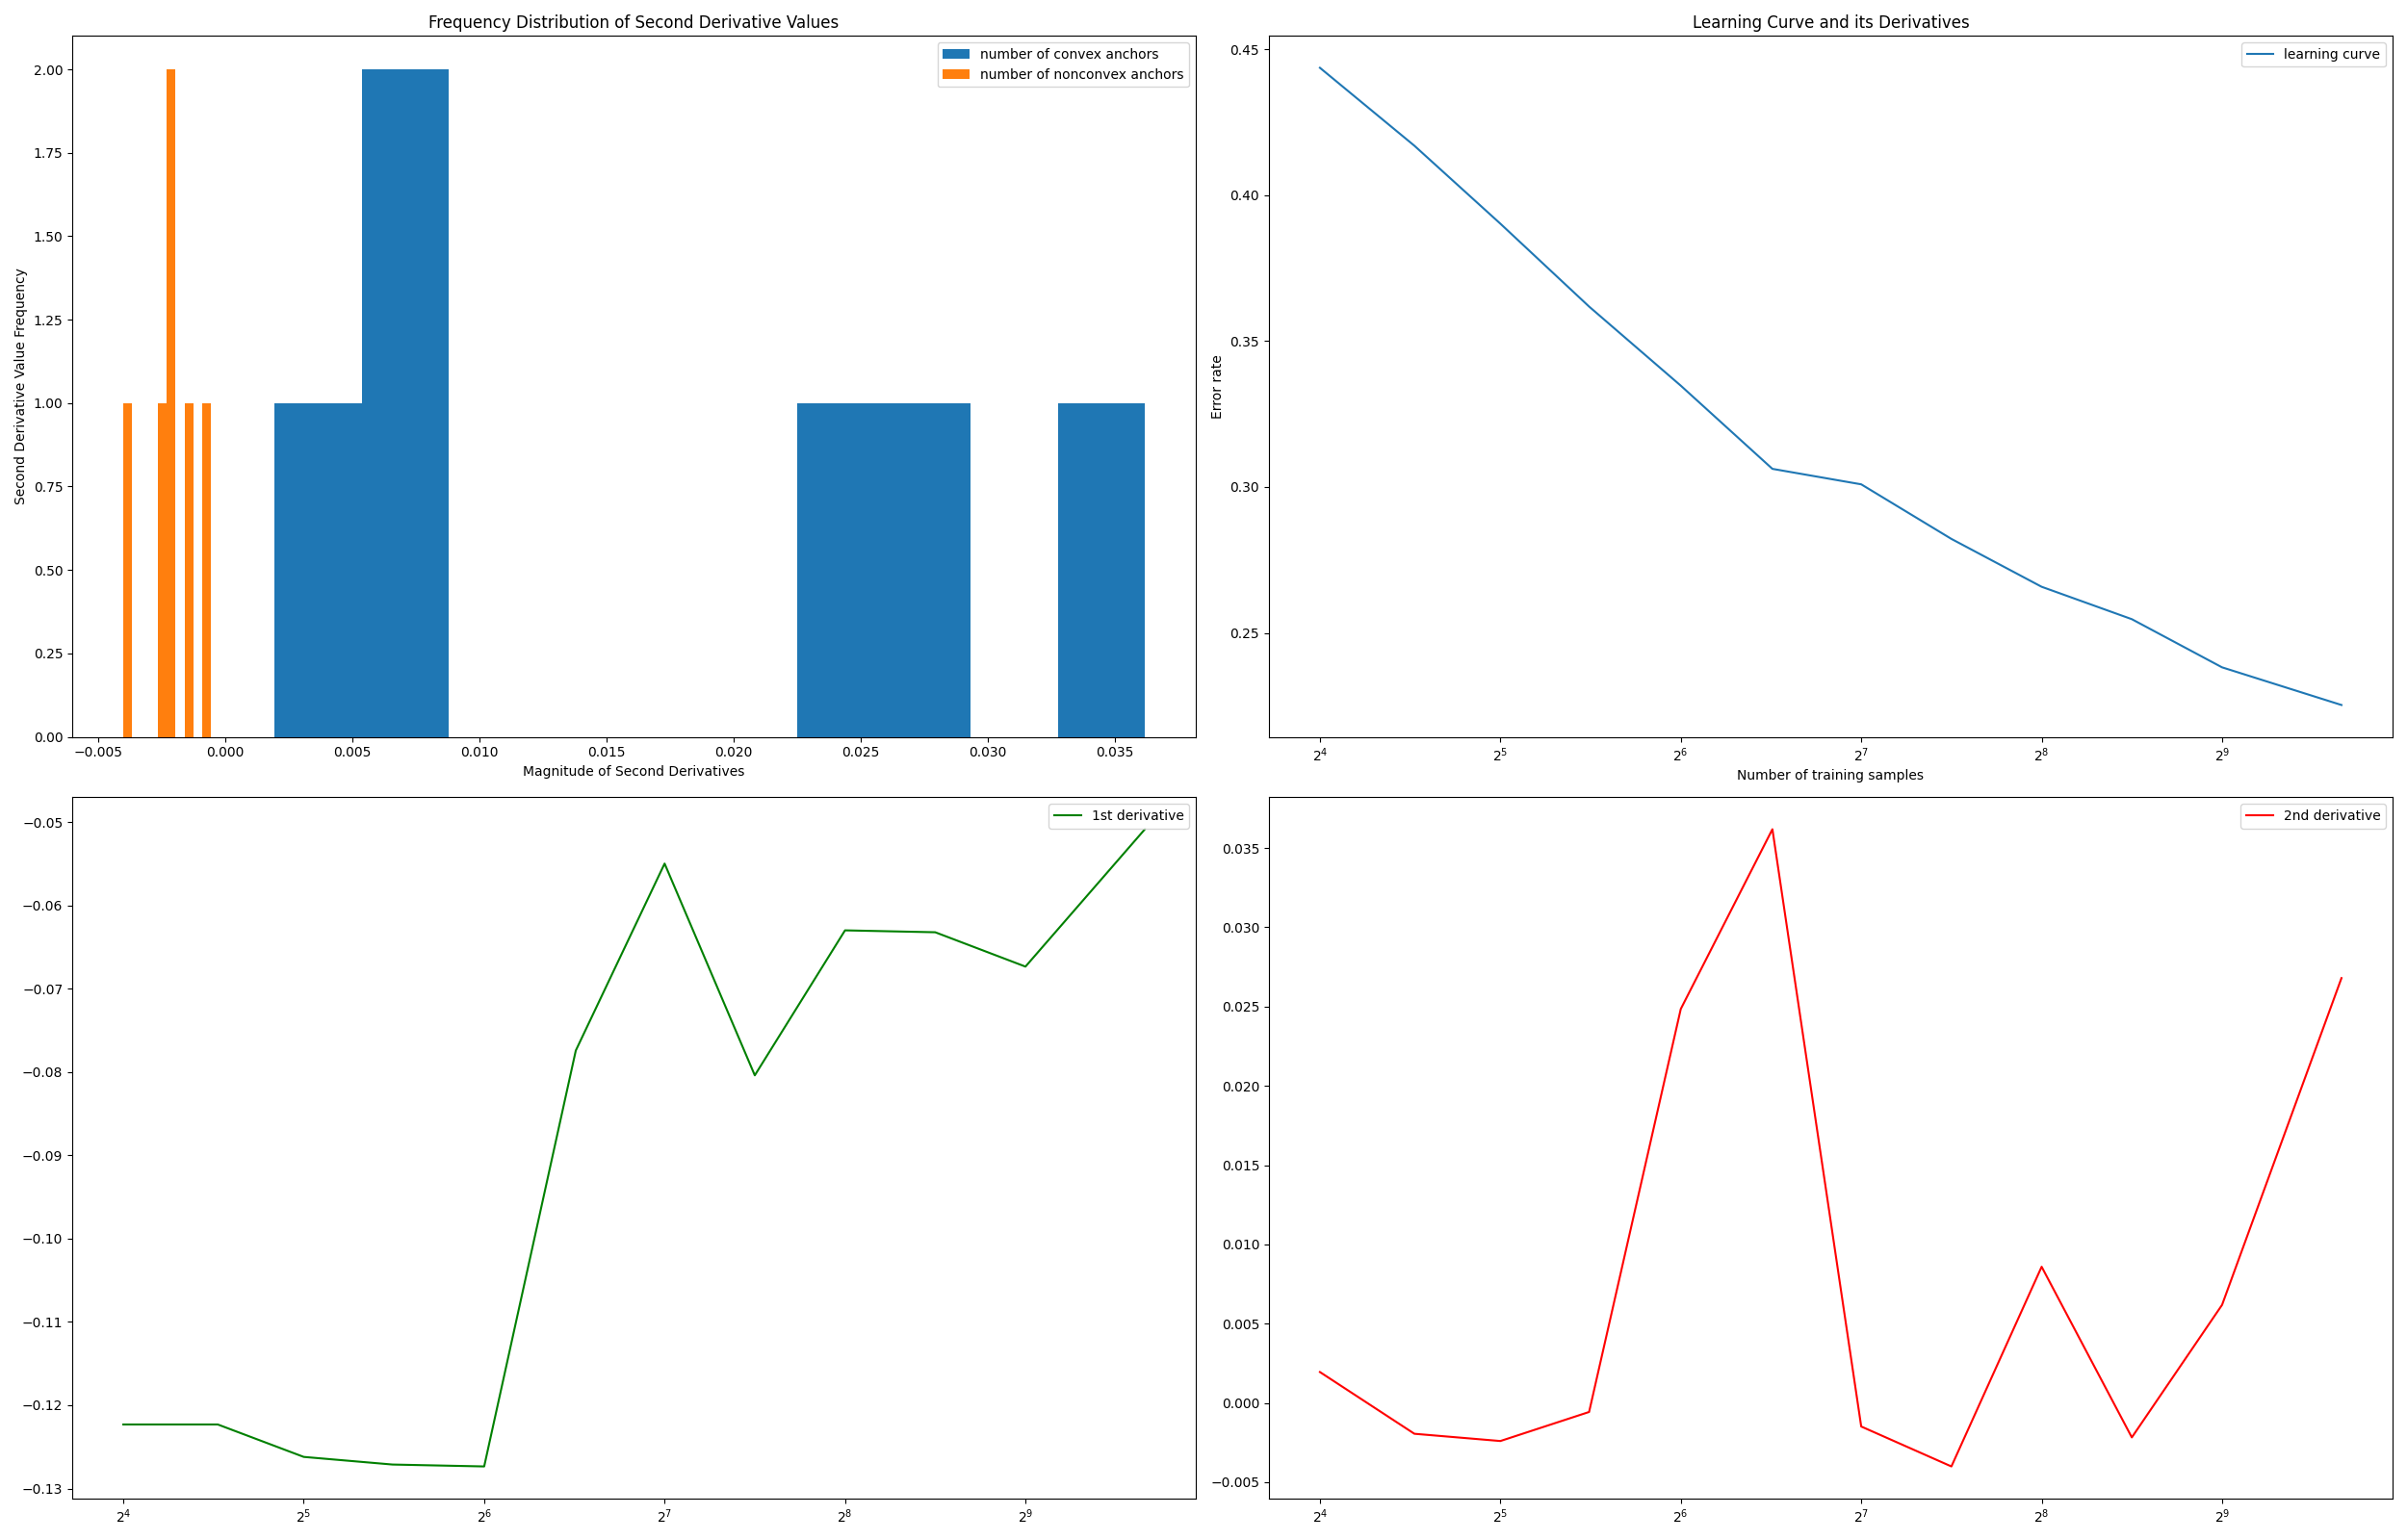 Frequency Distribution of Second Derivative Values
number of convex anchors
number of nonconvex anchors
2.00
1.75
1.50
1.25
1.00
0.75
0.50
0.25
0.00
Second Derivative Value Frequency
−0.005 0.000 0.005 0.010 0.015 0.020 0.025 0.030 0.035
Magnitude of Second Derivatives
Learning Curve and its Derivatives
learning curve
0.45
0.40
0.35
0.30
0.25
Error rate
2⁴ 2⁵ 2⁶ 2⁷ 2⁸ 2⁹
Number of training samples
1st derivative
−0.05
−0.06
−0.07
−0.08
−0.09
−0.10
−0.11
−0.12
−0.13
2⁴ 2⁵ 2⁶ 2⁷ 2⁸ 2⁹
2nd derivative
0.035
0.030
0.025
0.020
0.015
0.010
0.005
0.000
−0.005
2⁴ 2⁵ 2⁶ 2⁷ 2⁸ 2⁹